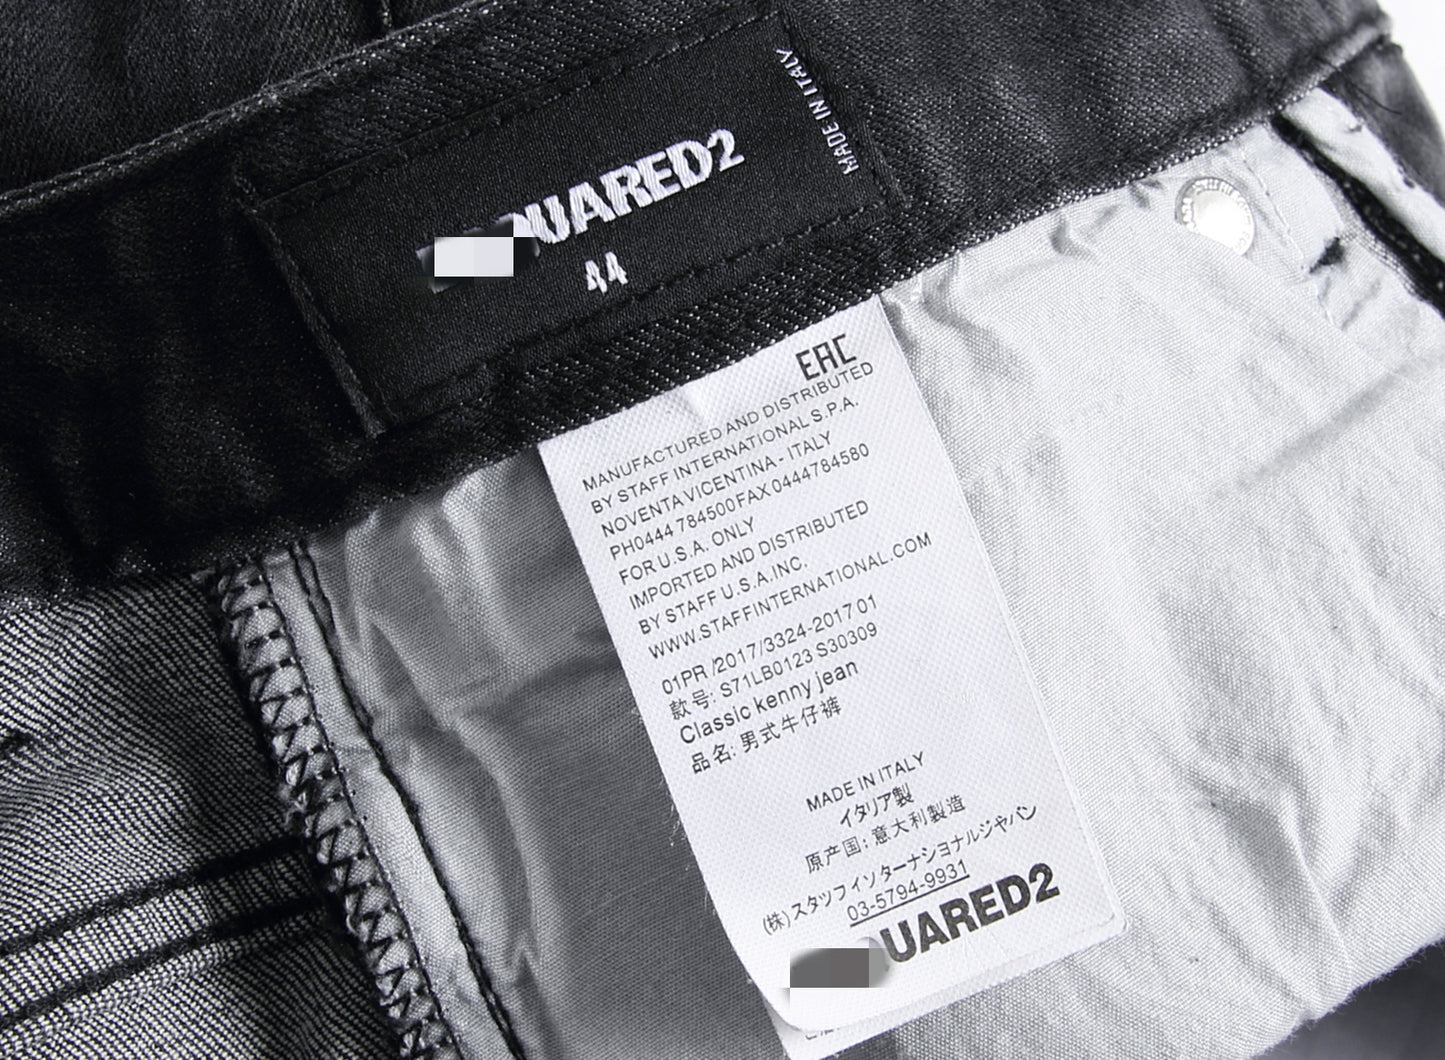 MADE IN ITALY
QUARED2
44
EAC
MANUFACTURED AND DISTRIBUTED
BY STAFF INTERNATIONAL S.P.A.
NOVENTA VICENTINA - ITALY
PH0444 784500 FAX 0444784580
FOR U.S.A. ONLY
IMPORTED AND DISTRIBUTED
BY STAFF U.S.A.INC.
WWW.STAFFINTERNATIONAL.COM
01PR /2017/3324-2017 01
款号: S71LB0123 S30309
Classic kenny jean
品名: 男式牛仔裤
MADE IN ITALY
イタリア製
原产国: 意大利製造
(株)スタッフィソターナショナルジヤパン
03-5794-9931
UARED2